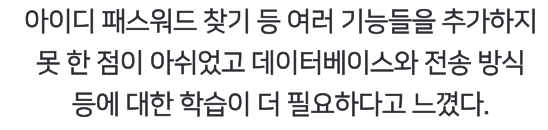 아이디 패스워드 찾기 등 여러 기능들을 추가하지
못 한 점이 아쉬었고 데이터베이스와 전송 방식
등에 대한 학습이 더 필요하다고 느꼈다.